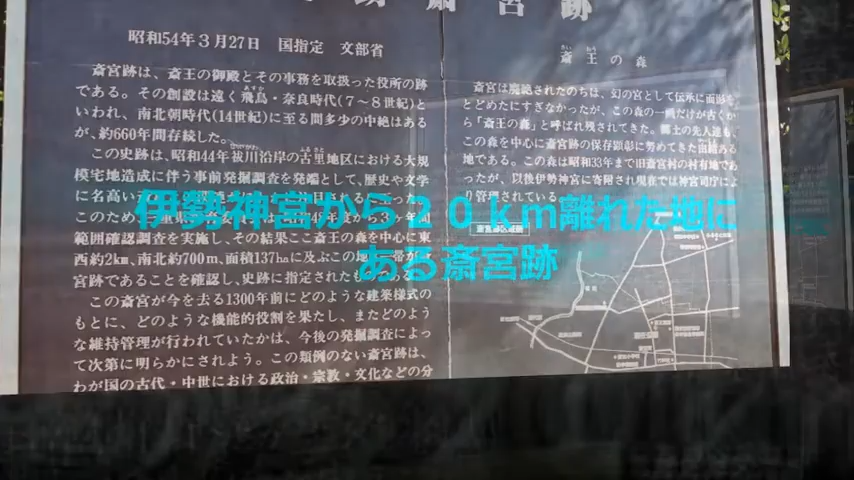 斎宮跡
昭和54年3月27日 国指定 文部省
斎宮跡は、斎王の御殿とその事務を取扱った役所の跡
である。その創設は遠く飛鳥・奈良時代(7～8世紀)と
いわれ、南北朝時代(14世紀)に至る間多少の中絶はある
が、約660年間存続した。
この史跡は、昭和44年祓川沿岸の古里地区における大規
模宅地造成に伴う事前発掘調査を発端として、歴史や文学
に名高い
このため
範囲確認調査を実施し、その結果ここ斎王の森を中心に東
西約2km、南北約700m、面積137haに及ぶこの地一帯が斎
宮跡であることを確認し、史跡に指定されたものである
この斎宮が今を去る1300年前にどのような建築様式の
もとに、どのような機能的役割を果たし、またどのよう
な維持管理が行われていたかは、今後の発掘調査によっ
て次第に明らかにされよう。この類例のない斎宮跡は、
わが国の古代・中世における政治・宗教・文化などの分
斎王の森
斎宮は廃絶されたのちは、幻の宮として伝承に面影を
とどめたにすぎなかったが、この森の一画だけが古くか
ら「斎王の森」と呼ばれ残されてきた。郷土の先人達も、
この森を中心に斎宮跡の保存顕彰に努めてきた由緒ある
地である。この森は昭和33年まで旧斎宮村の村有地であ
ったが、以後伊勢神宮に寄附され現在では神宮司庁によ
り管理されている。
伊勢神宮から２０ｋｍ離れた地に
ある斎宮跡